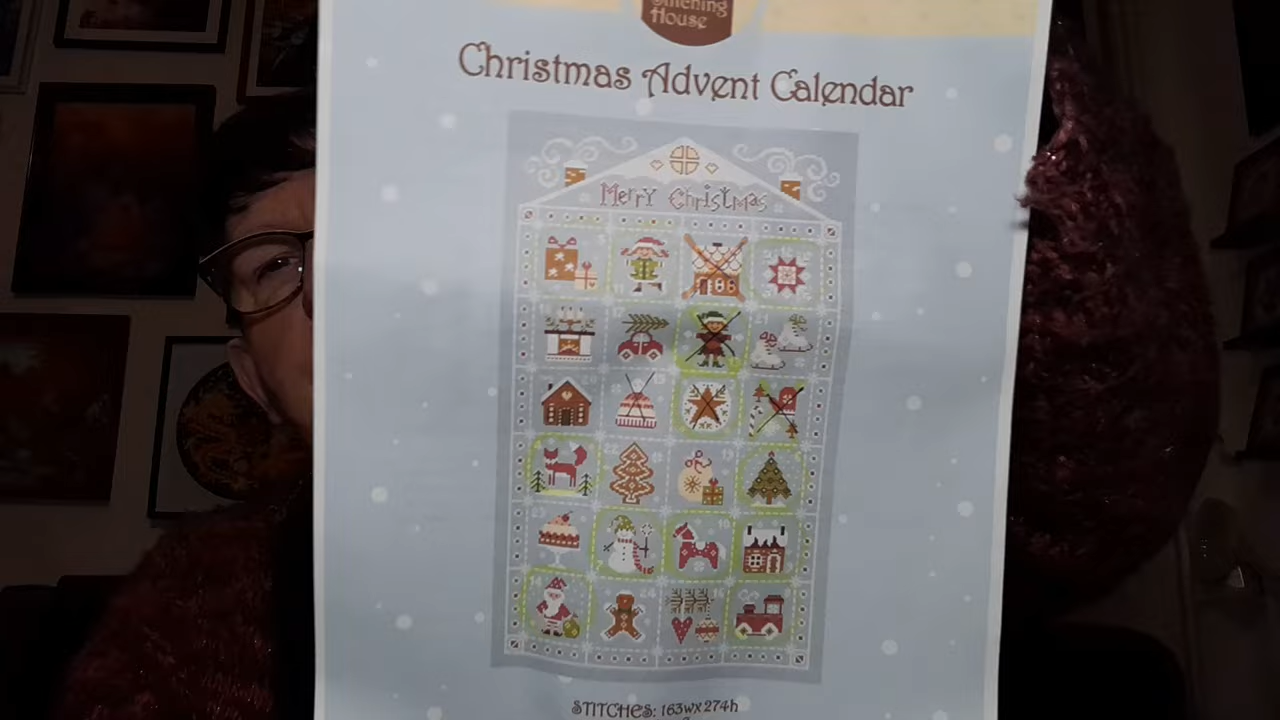 Stitching
House
Christmas Advent Calendar
Merry Christmas
STITCHES: 163wx274h